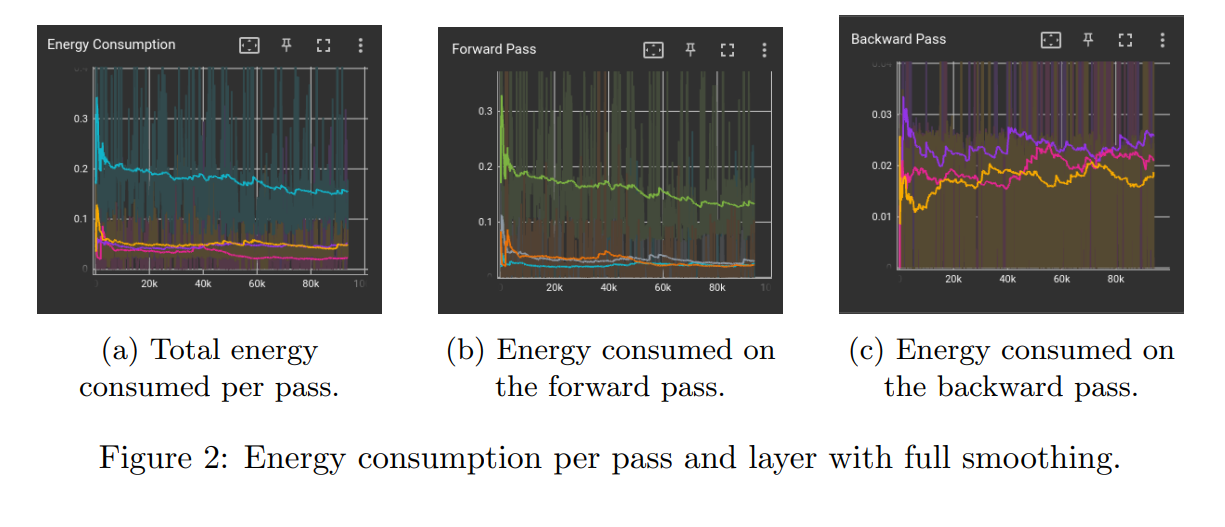 Energy Consumption
0.3
0.2
0.1
0
20k
40k
60k
80k
Forward Pass
0.3
0.2
0.1
20k
40k
60k
80k
Backward Pass
0.03
0.02
0.01
20k
40k
60k
80k
(a) Total energy
consumed per pass.
(b) Energy consumed on
the forward pass.
(c) Energy consumed on
the backward pass.
Figure 2: Energy consumption per pass and layer with full smoothing.